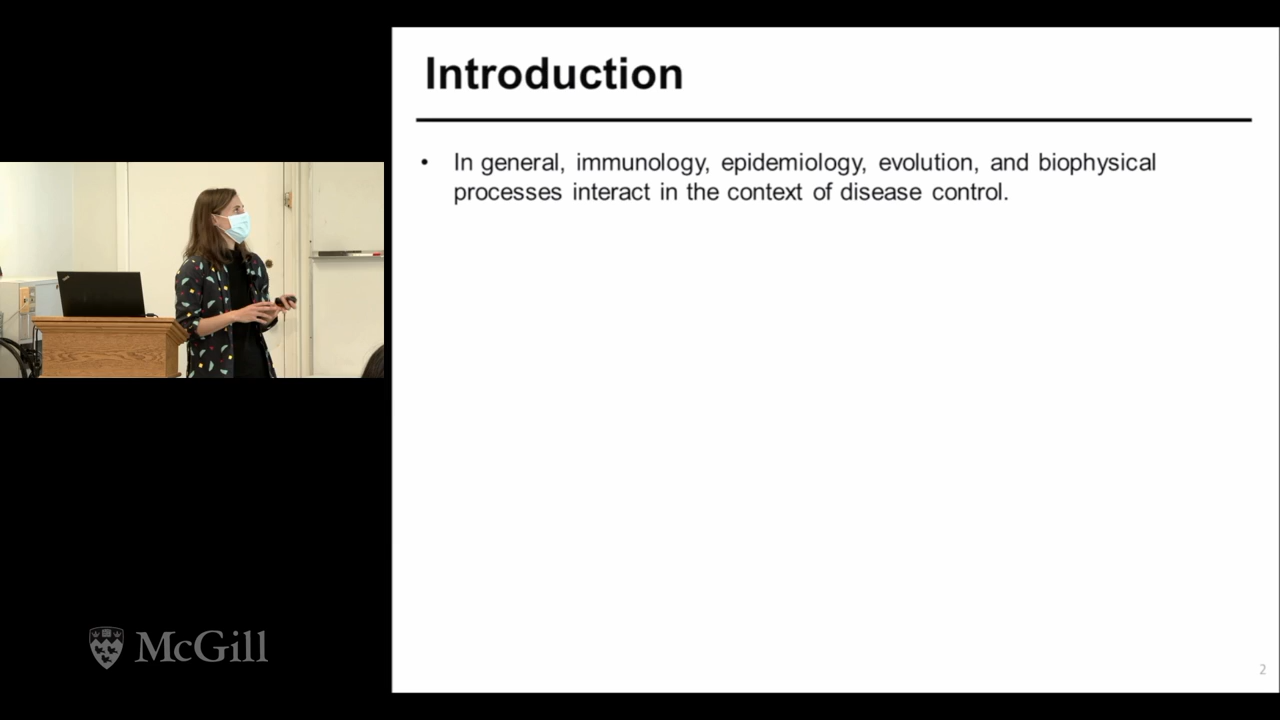 Introduction
• In general, immunology, epidemiology, evolution, and biophysical
processes interact in the context of disease control.
McGill
2